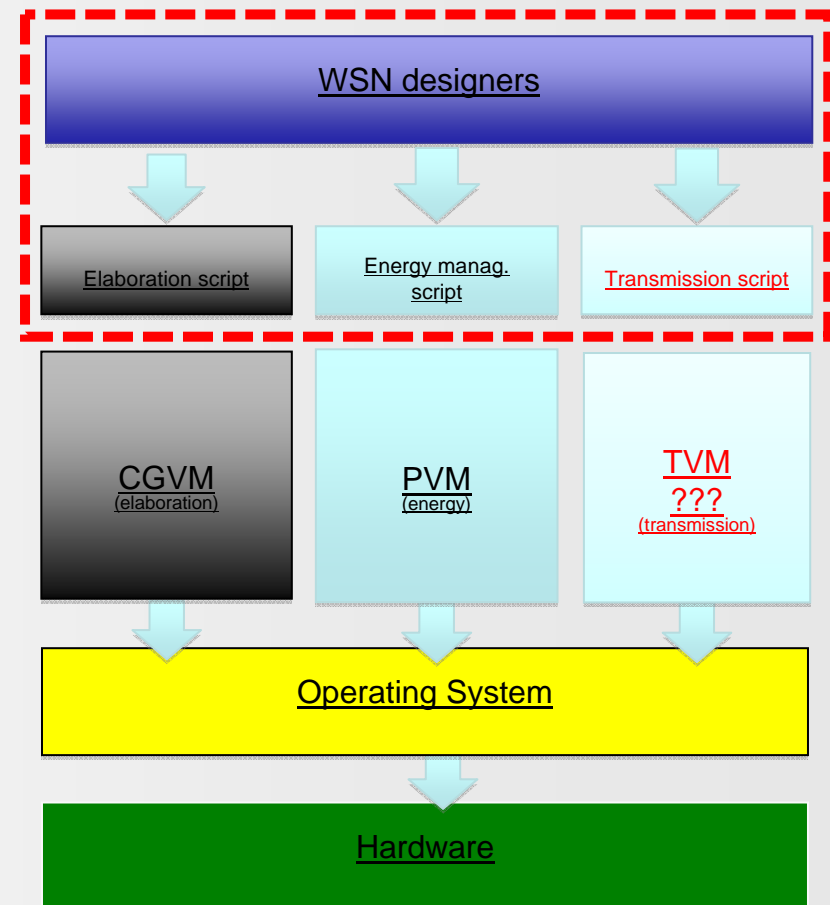 WSN designers
Elaboration script
Energy manag.
script
Transmission script
CGVM
(elaboration)
PVM
(energy)
TVM
???
(transmission)
Operating System
Hardware